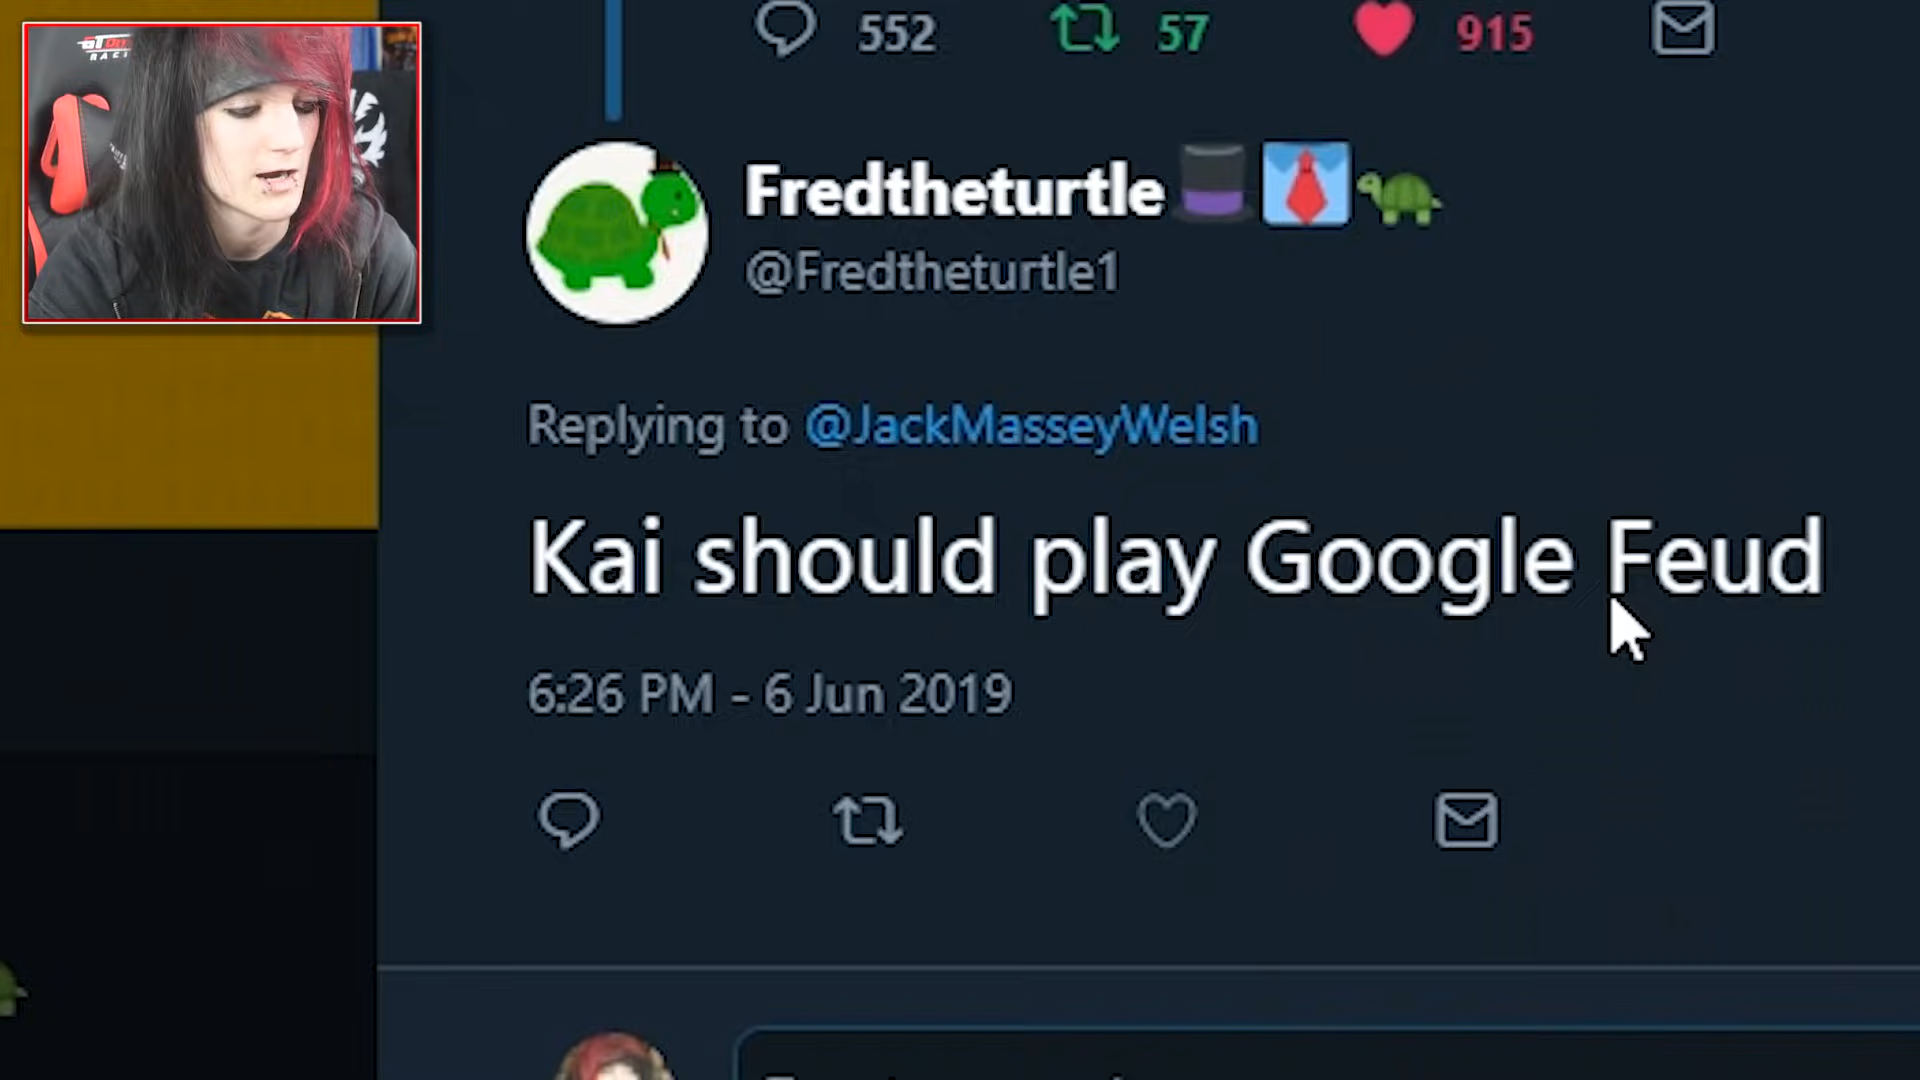 552 57 915
Fredtheturtle
@Fredtheturtle1
Replying to @JackMasseyWelsh
Kai should play Google Feud
6:26 PM - 6 Jun 2019